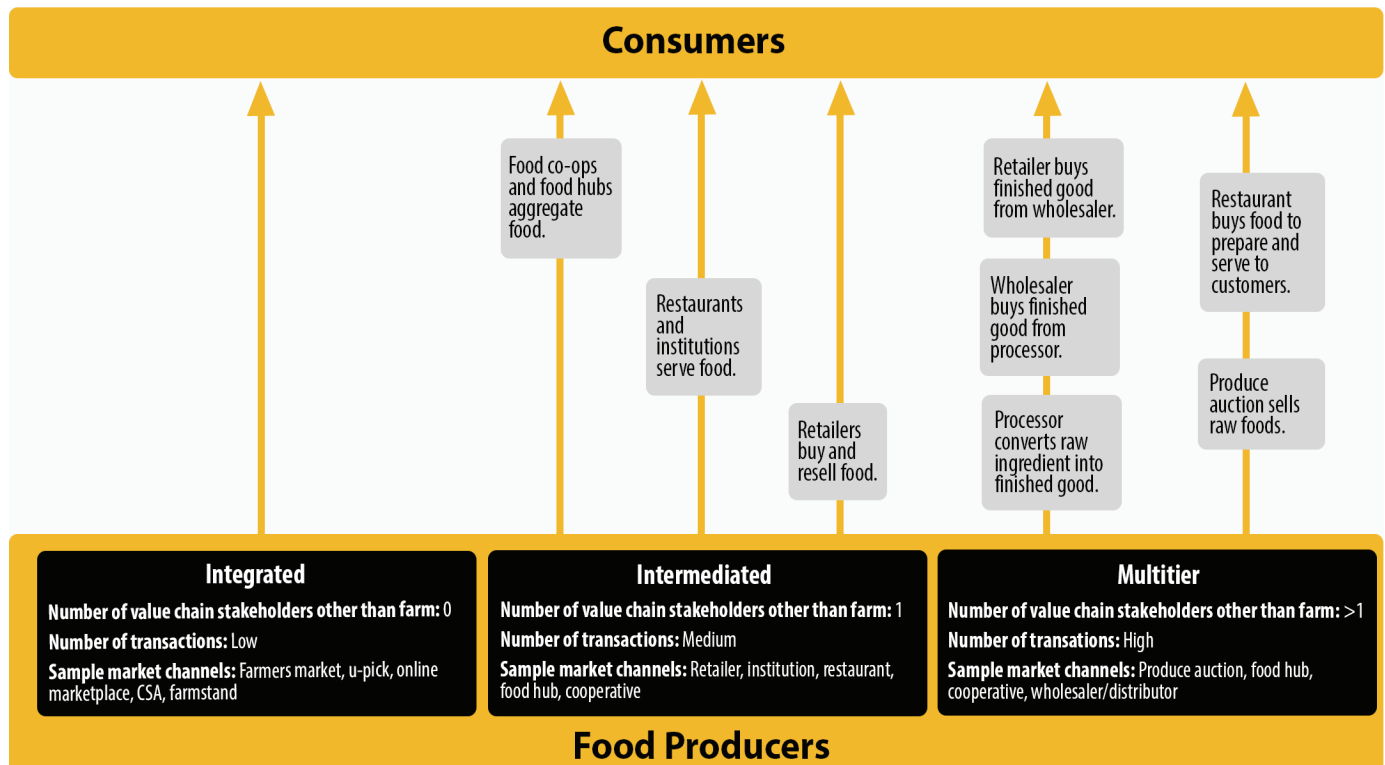 Consumers
Food co-ops
and food hubs
aggregate
food.
Restaurants
and
institutions
serve food.
Retailers
buy and
resell food.
Retailer buys
finished good
from wholesaler.
Wholesaler
buys finished
good from
processor.
Processor
converts raw
ingredient into
finished good.
Restaurant
buys food to
prepare and
serve to
customers.
Produce
auction sells
raw foods.
Integrated
Number of value chain stakeholders other than farm: 0
Number of transactions: Low
Sample market channels: Farmers market, u-pick, online
marketplace, CSA, farmstand
Intermediated
Number of value chain stakeholders other than farm: 1
Number of transactions: Medium
Sample market channels: Retailer, institution, restaurant,
food hub, cooperative
Multitier
Number of value chain stakeholders other than farm: >1
Number of transations: High
Sample market channels: Produce auction, food hub,
cooperative, wholesaler/distributor
Food Producers